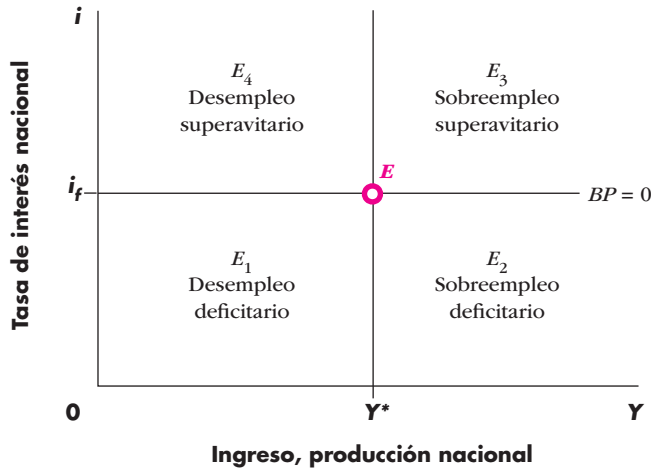 i
Tasa de interés nacional
E4
Desempleo
superavitario
E3
Sobreempleo
superavitario
E
if
BP = 0
E1
Desempleo
deficitario
E2
Sobreempleo
deficitario
0
Y*
Y
Ingreso, producción nacional